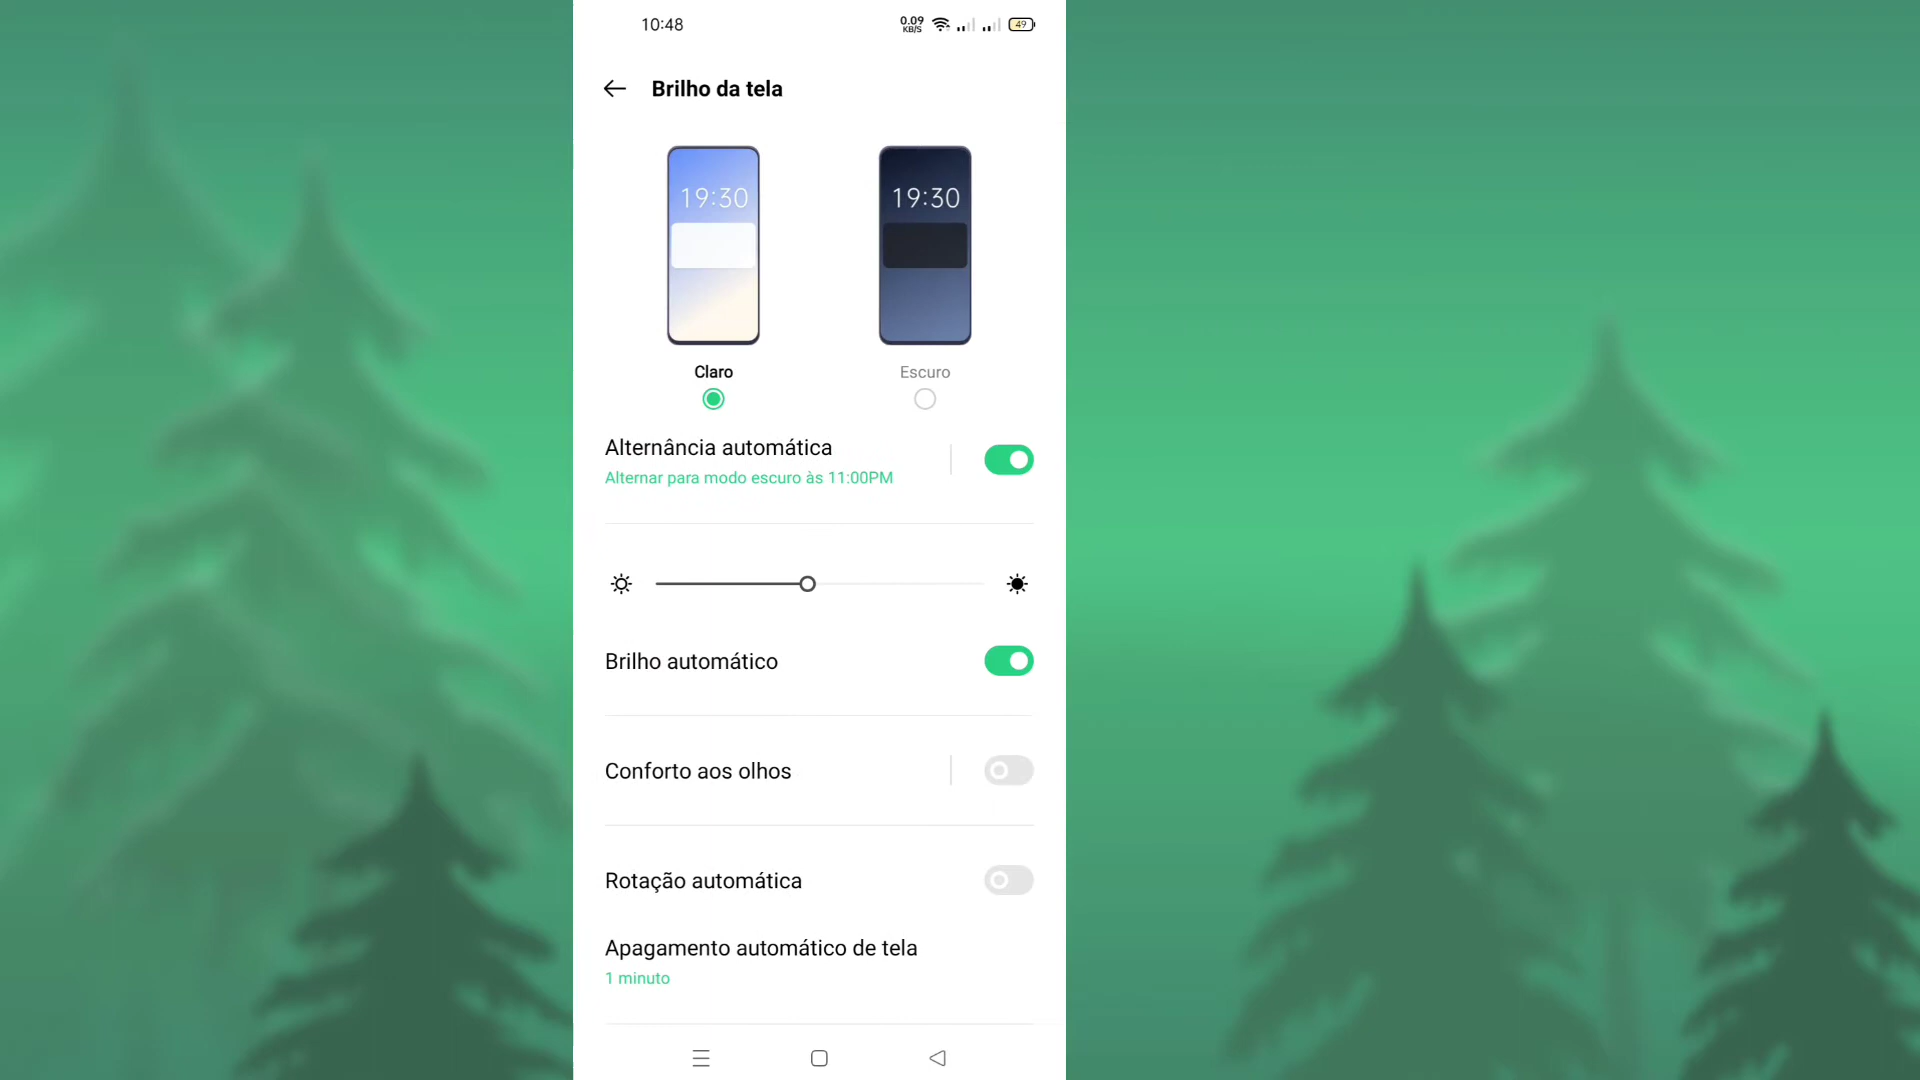 10:48
0.09
KB/S
49
Brilho da tela
19:30
19:30
Claro
Escuro
Alternância automática
Alternar para modo escuro às 11:00PM
Brilho automático
Conforto aos olhos
Rotação automática
Apagamento automático de tela
1 minuto